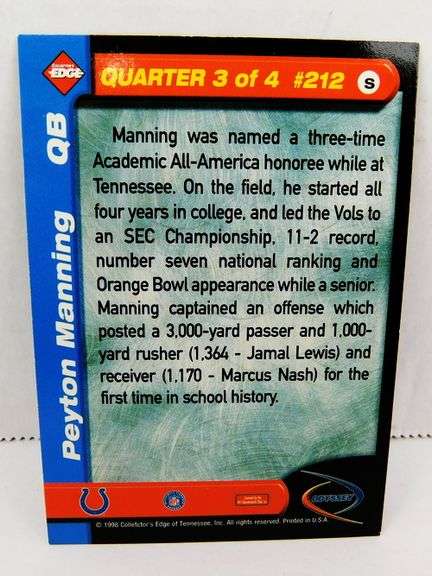 COLLECTOR'S
EDGE
QUARTER 3 of 4 #212 S
Peyton Manning QB
Manning was named a three-time
Academic All-America honoree while at
Tennessee. On the field, he started all
four years in college, and led the Vols to
an SEC Championship, 11-2 record,
number seven national ranking and
Orange Bowl appearance while a senior.
Manning captained an offense which
posted a 3,000-yard passer and 1,000-
yard rusher (1,364 - Jamal Lewis) and
receiver (1,170 - Marcus Nash) for the
first time in school history.
ODYSSEY
© 1998 Collector's Edge of Tennessee, Inc. All rights reserved. Printed in U.S.A.